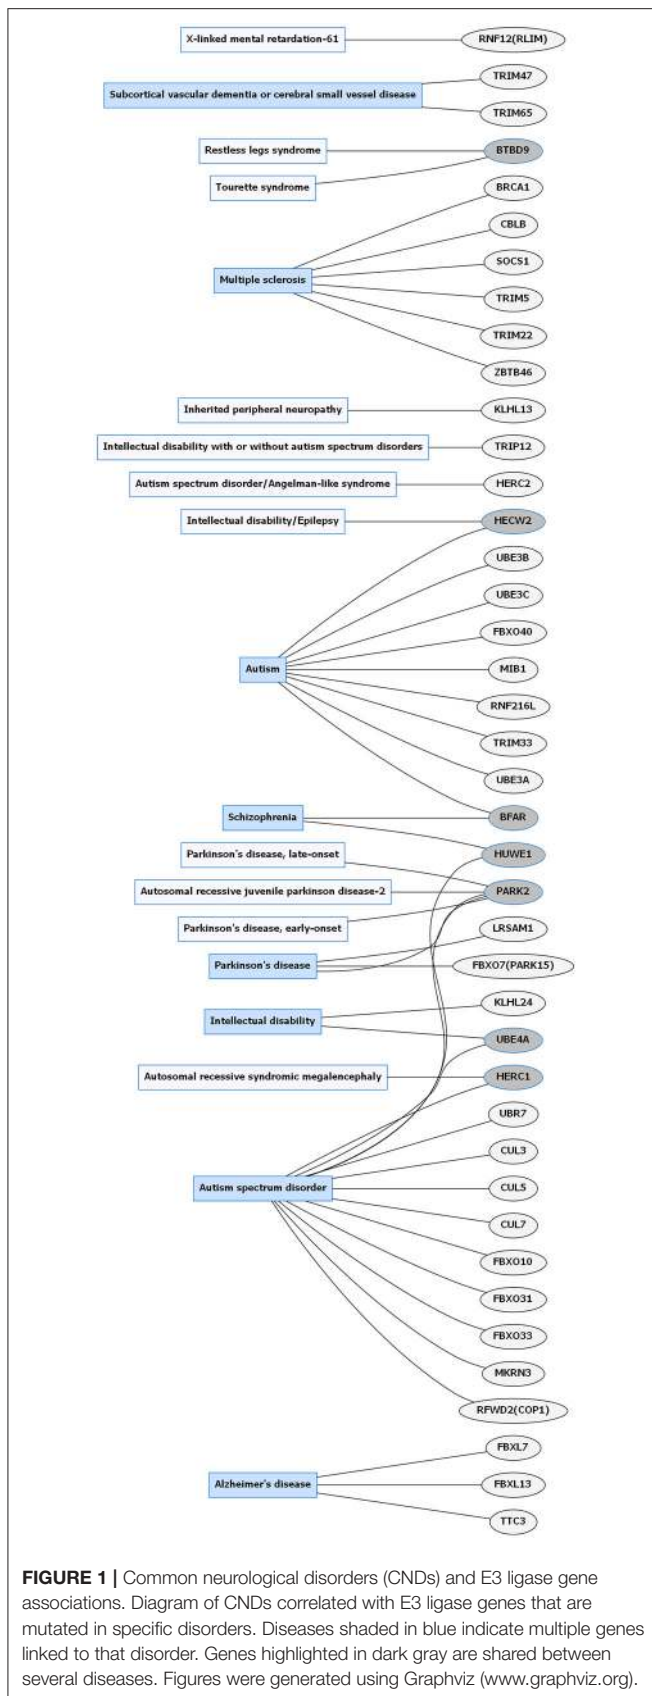 X-linked mental retardation-61
RNF12(RLIM)
TRIM47
Subcortical vascular dementia or cerebral small vessel disease
TRIM65
Restless legs syndrome
BTBD9
Tourette syndrome
BRCA1
CBLB
SOCS1
Multiple sclerosis
TRIM5
TRIM22
ZBTB46
Inherited peripheral neuropathy
KLHL13
Intellectual disability with or without autism spectrum disorders
TRIP12
Autism spectrum disorder/Angelman-like syndrome
HERC2
Intellectual disability/Epilepsy
HECW2
UBE3B
UBE3C
FBXO40
Autism
MIB1
RNF216L
TRIM33
UBE3A
Schizophrenia
BFAR
Parkinson's disease, late-onset
HUWE1
Autosomal recessive juvenile parkinson disease-2
PARK2
Parkinson's disease, early-onset
LRSAM1
Parkinson's disease
FBXO7(PARK15)
KLHL24
Intellectual disability
UBE4A
Autosomal recessive syndromic megalencephaly
HERC1
UBR7
CUL3
Autism spectrum disorder
CUL5
CUL7
FBXO10
FBXO31
FBXO33
MKRN3
RFWD2(COP1)
FBXL7
Alzheimer's disease
FBXL13
TTC3
FIGURE 1 | Common neurological disorders (CNDs) and E3 ligase gene
associations. Diagram of CNDs correlated with E3 ligase genes that are
mutated in specific disorders. Diseases shaded in blue indicate multiple genes
linked to that disorder. Genes highlighted in dark gray are shared between
several diseases. Figures were generated using Graphviz (www.graphviz.org).